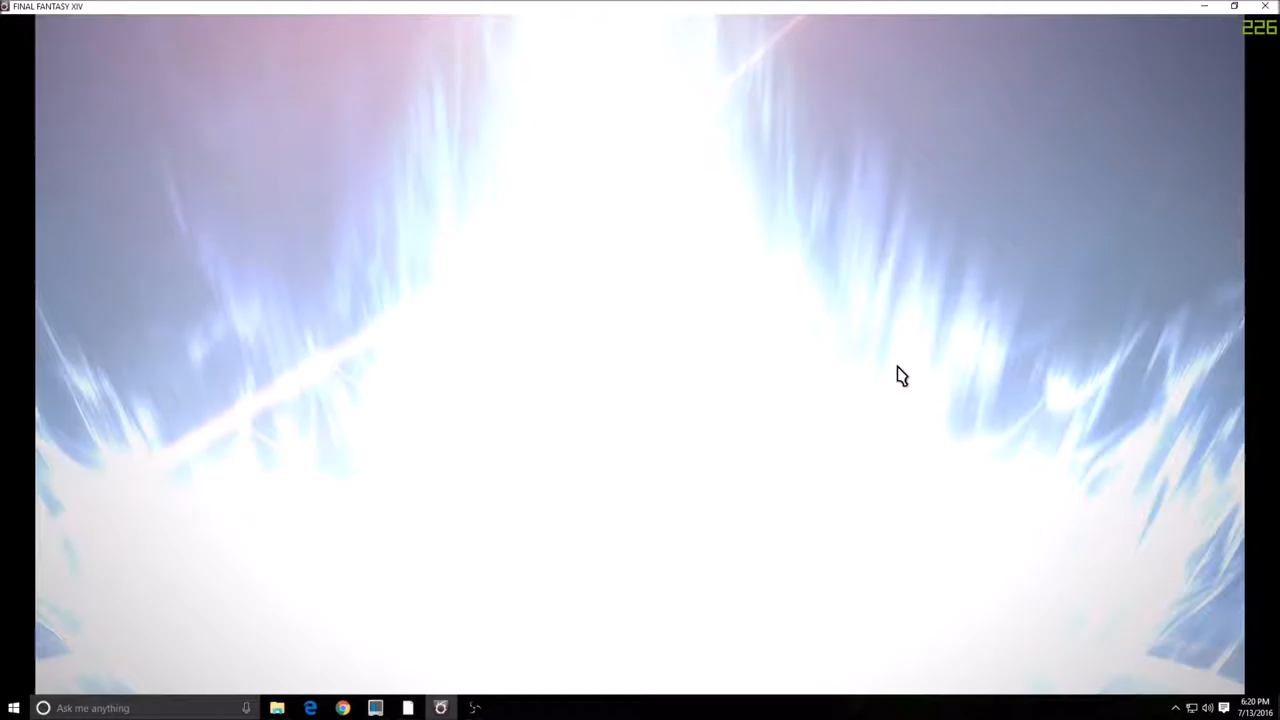 FINAL FANTASY XIV
226
Ask me anything
6:20 PM
7/13/2016